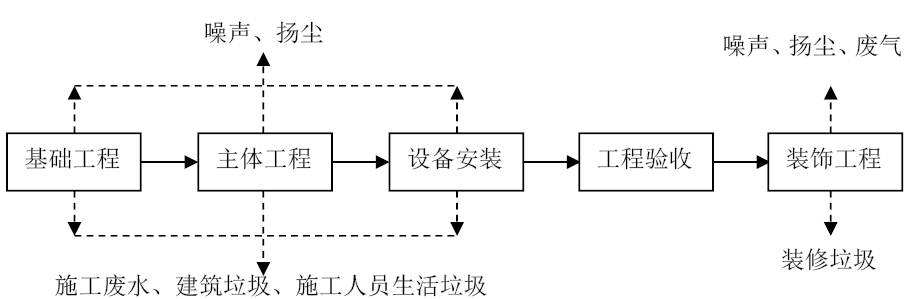 噪声、扬尘
噪声、扬尘、废气
基础工程
主体工程
设备安装
工程验收
装饰工程
装修垃圾
施工废水、建筑垃圾、施工人员生活垃圾